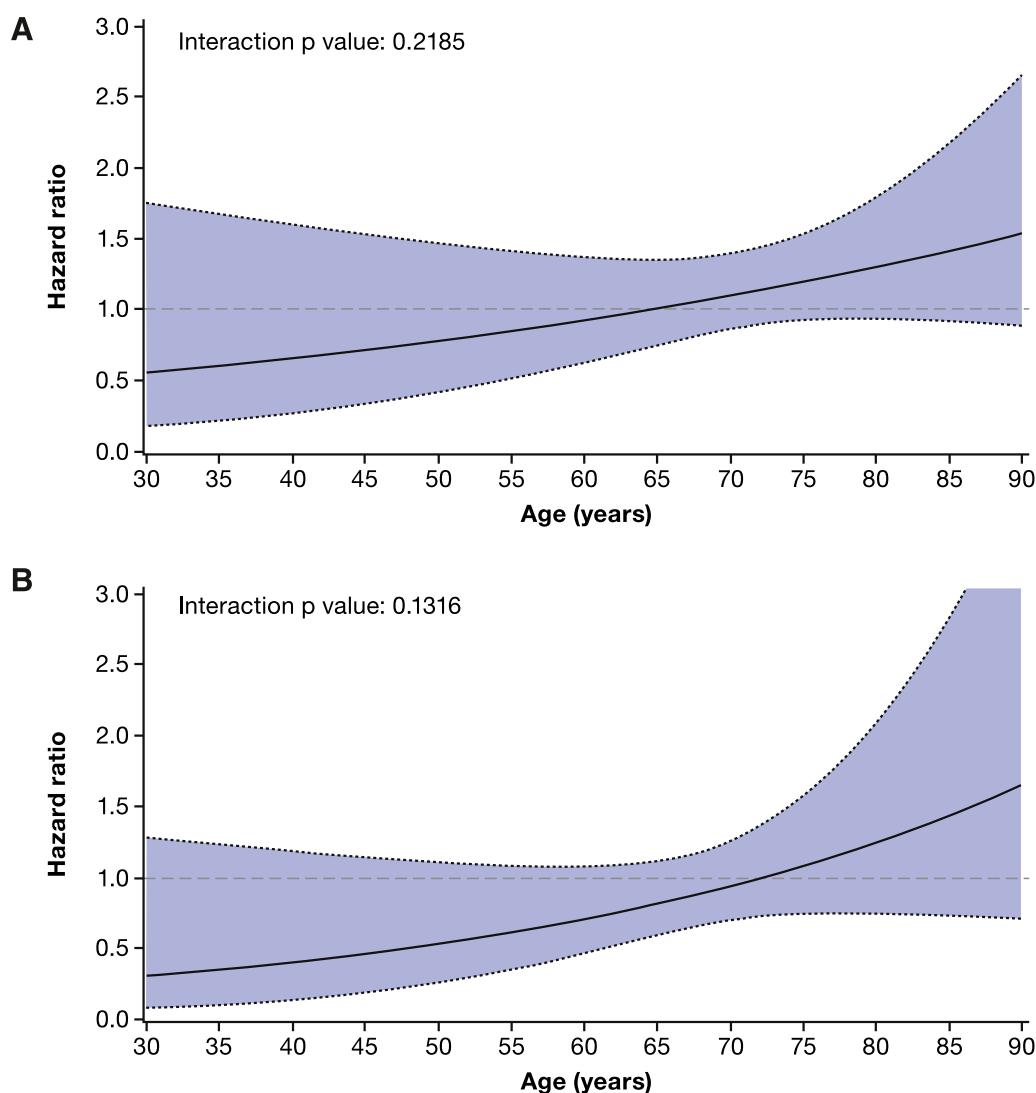 A
Interaction p value: 0.2185
Hazard ratio
3.0
2.5
2.0
1.5
1.0
0.5
0.0
30 35 40 45 50 55 60 65 70 75 80 85 90
Age (years)
B
Interaction p value: 0.1316
Hazard ratio
3.0
2.5
2.0
1.5
1.0
0.5
0.0
30 35 40 45 50 55 60 65 70 75 80 85 90
Age (years)